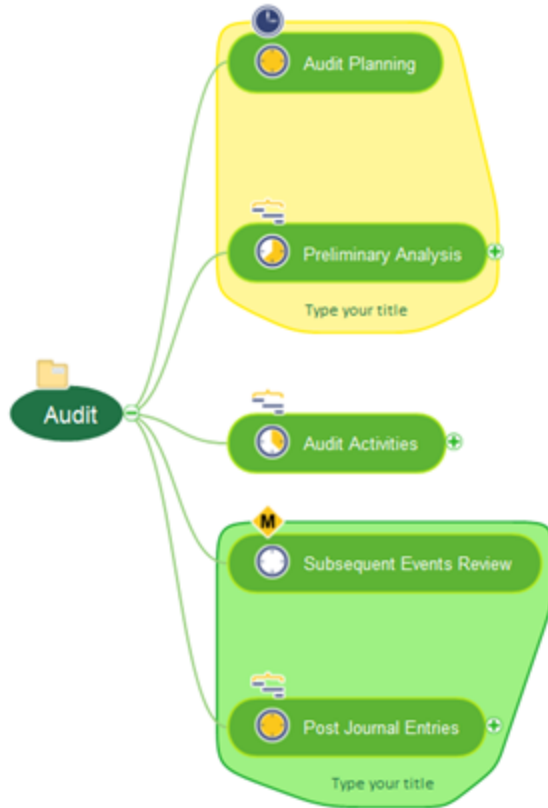 Audit Planning
Preliminary Analysis
Type your title
Audit
Audit Activities
M
Subsequent Events Review
Post Journal Entries
Type your title